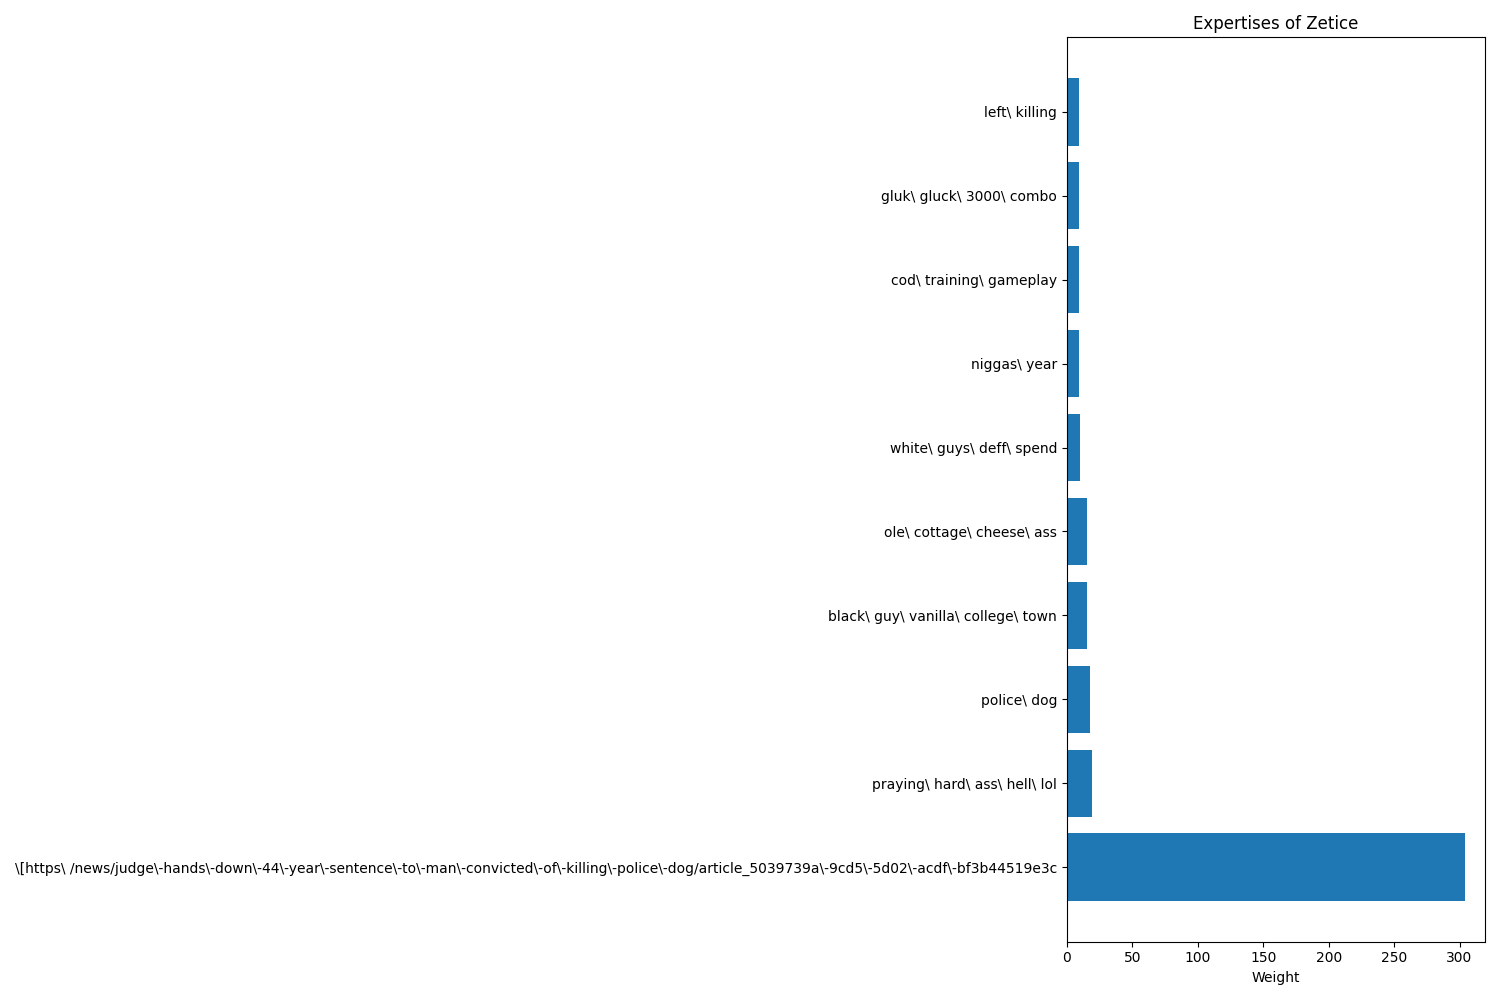 Expertises of Zetice
left\ killing
gluk\ gluck\ 3000\ combo
cod\ training\ gameplay
niggas\ year
white\ guys\ deff\ spend
ole\ cottage\ cheese\ ass
black\ guy\ vanilla\ college\ town
police\ dog
praying\ hard\ ass\ hell\ lol
\[https\ /news/judge\-hands\-down\-44\-year\-sentence\-to\-man\-convicted\-of\-killing\-police\-dog/article_5039739a\-9cd5\-5d02\-acdf\-bf3b44519e3c
0 50 100 150 200 250 300
Weight